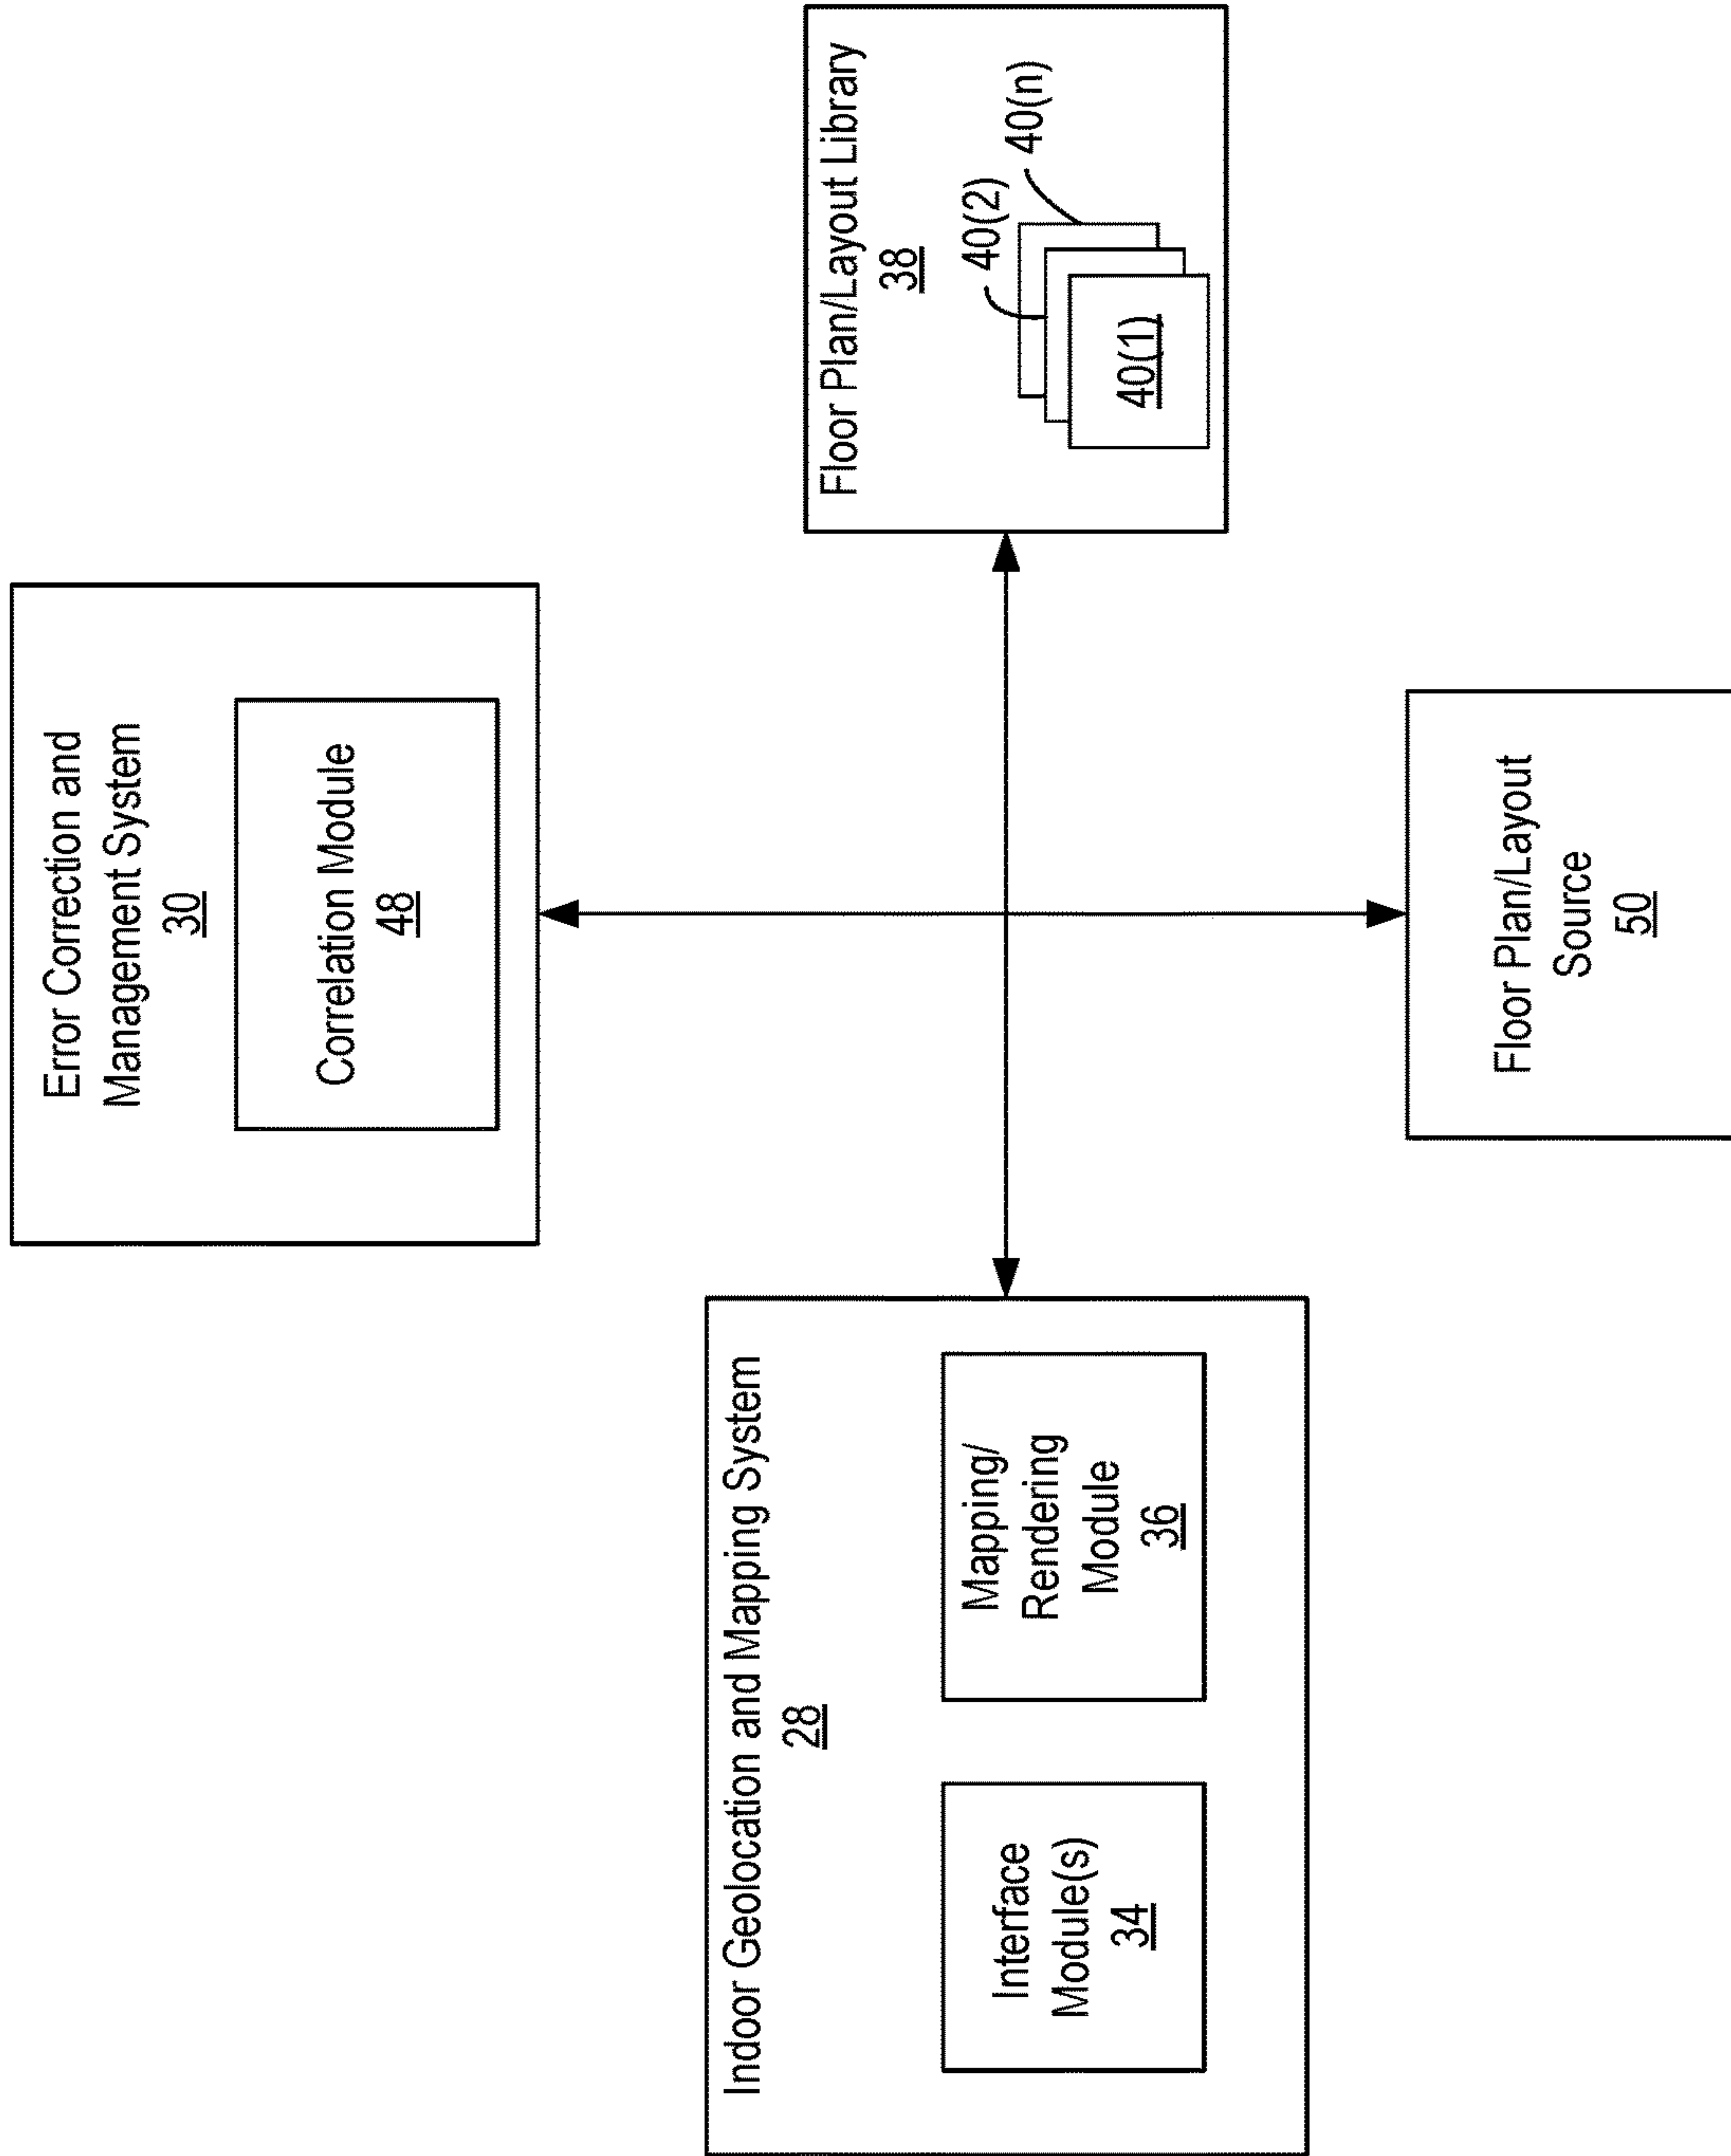 Error Correction and
Management System
30
Correlation Module
48
Indoor Geolocation and Mapping System
28
Interface
Module(s)
34
Mapping/
Rendering
Module
36
Floor Plan/Layout Library
38
40(2)
40(n)
40(1)
Floor Plan/Layout
Source
50